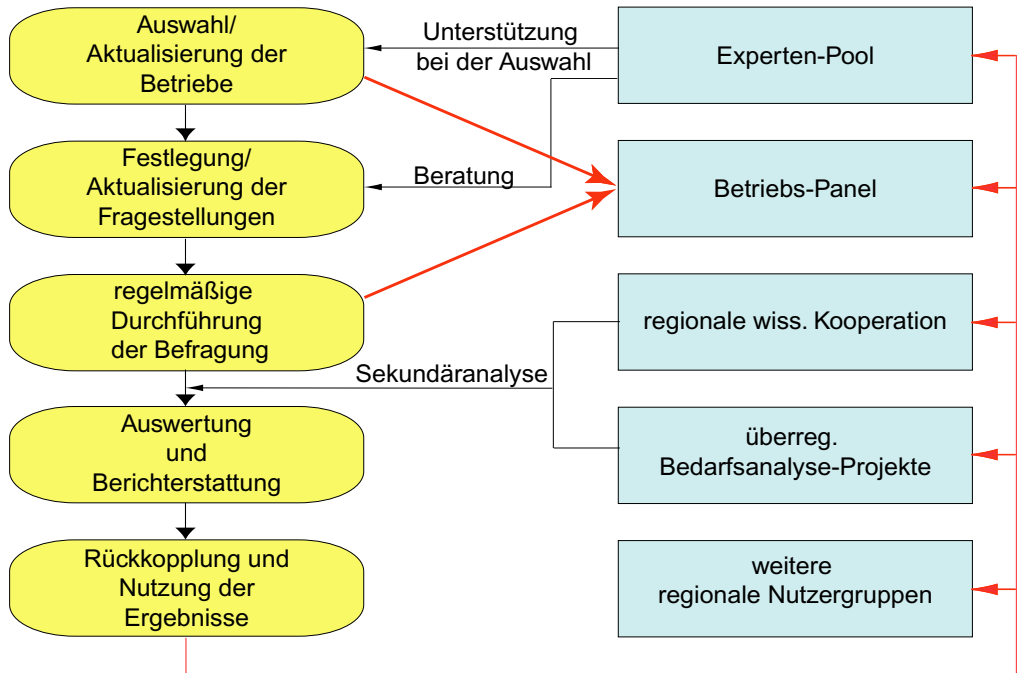 Auswahl/
Aktualisierung der
Betriebe
Unterstützung
bei der Auswahl
Experten-Pool
Festlegung/
Aktualisierung der
Fragestellungen
Beratung
Betriebs-Panel
regelmäßige
Durchführung
der Befragung
regionale wiss. Kooperation
Sekundäranalyse
Auswertung
und
Berichterstattung
überreg.
Bedarfsanalyse-Projekte
Rückkopplung und
Nutzung der
Ergebnisse
weitere
regionale Nutzergruppen